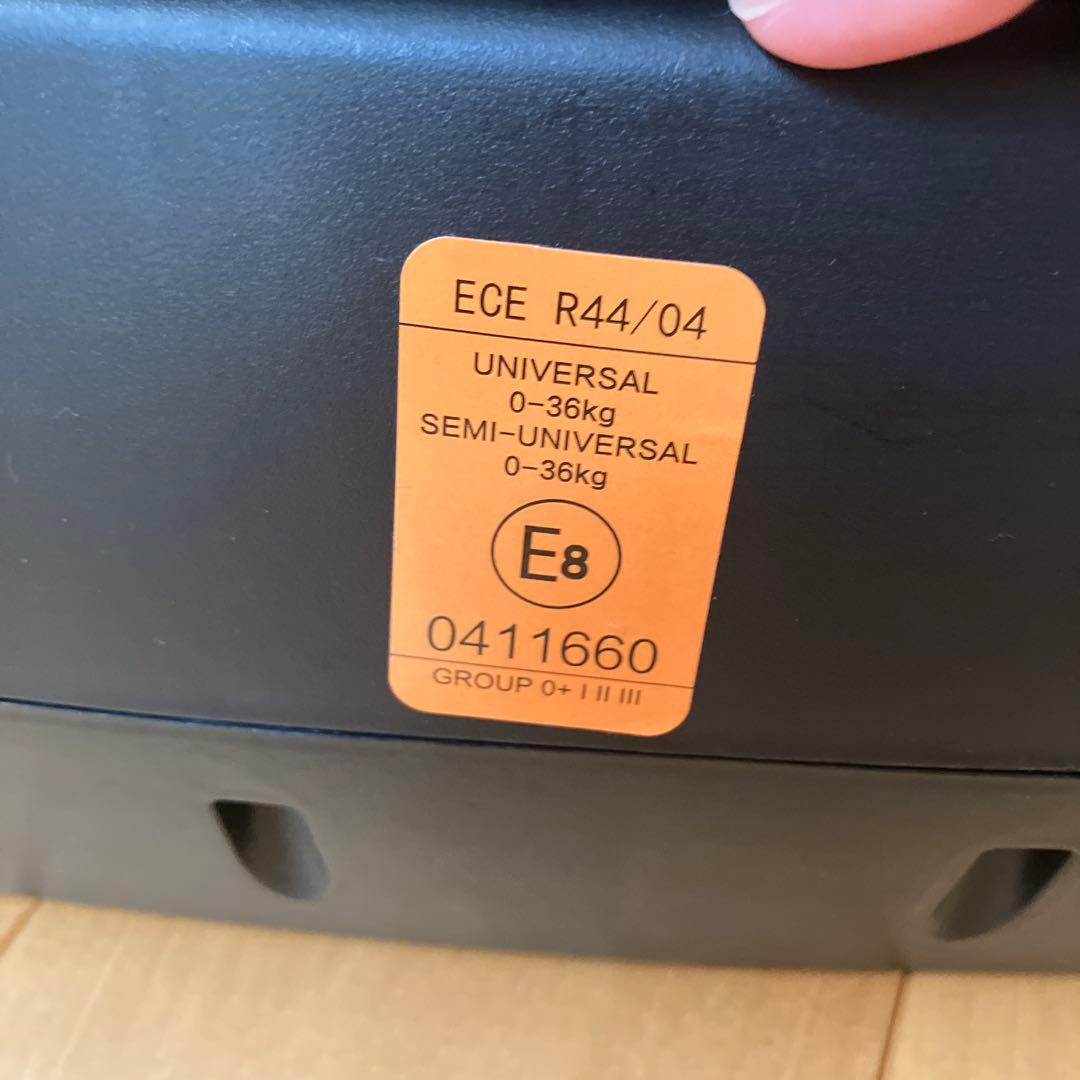 ECE R44/04
UNIVERSAL
0-36kg
SEMI-UNIVERSAL
0-36kg
E8
0411660
GROUP 0+ I II III